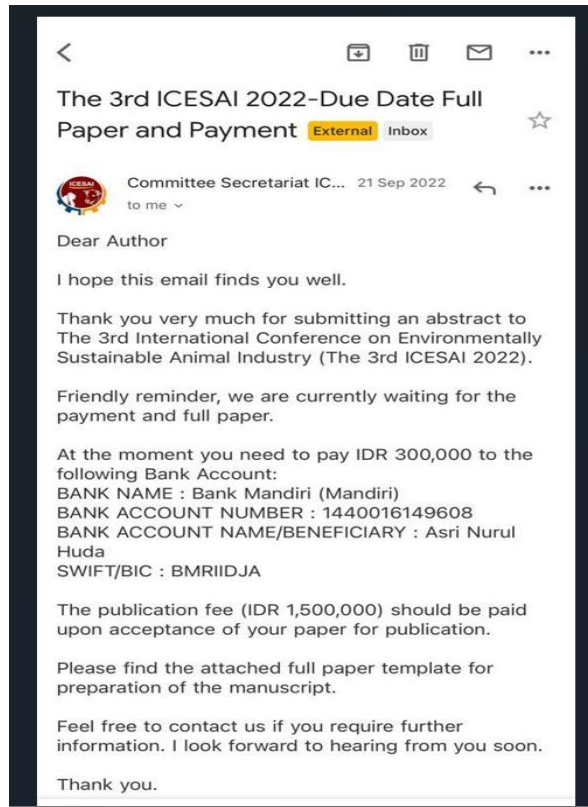 The 3rd ICESAI 2022-Due Date Full
Paper and Payment External Inbox
ICESAI
Committee Secretariat IC... 21 Sep 2022
to me
Dear Author
I hope this email finds you well.
Thank you very much for submitting an abstract to
The 3rd International Conference on Environmentally
Sustainable Animal Industry (The 3rd ICESAI 2022).
Friendly reminder, we are currently waiting for the
payment and full paper.
At the moment you need to pay IDR 300,000 to the
following Bank Account:
BANK NAME : Bank Mandiri (Mandiri)
BANK ACCOUNT NUMBER : 1440016149608
BANK ACCOUNT NAME/BENEFICIARY : Asri Nurul
Huda
SWIFT/BIC : BMRIIDJA
The publication fee (IDR 1,500,000) should be paid
upon acceptance of your paper for publication.
Please find the attached full paper template for
preparation of the manuscript.
Feel free to contact us if you require further
information. I look forward to hearing from you soon.
Thank you.